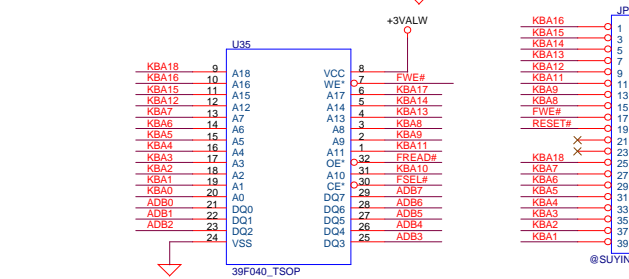 +3VALW
U35
KBA18 9 A18
KBA16 10 A16
KBA15 11 A15
KBA12 12 A12
KBA7 13 A7
KBA6 14 A6
KBA5 15 A5
KBA4 16 A4
KBA3 17 A3
KBA2 18 A2
KBA1 19 A1
KBA0 20 A0
ADB0 21 DQ0
ADB1 22 DQ1
ADB2 23 DQ2
24 VSS
VCC 8
WE* 7 FWE#
A17 6 KBA17
A14 5 KBA14
A13 4 KBA13
A8 3 KBA8
A9 2 KBA9
A11 1 KBA11
OE* 32 FREAD#
A10 31 KBA10
CE* 30 FSEL#
DQ7 29 ADB7
DQ6 28 ADB6
DQ5 27 ADB5
DQ4 26 ADB4
DQ3 25 ADB3
39F040_TSOP
JP
KBA16 1
KBA15 3
KBA14 5
KBA13 7
KBA12 9
KBA11 11
KBA9 13
KBA8 15
FWE# 17
RESET# 19
21
23
KBA18 25
KBA7 27
KBA6 29
KBA5 31
KBA4 33
KBA3 35
KBA2 37
KBA1 39
@SUYIN